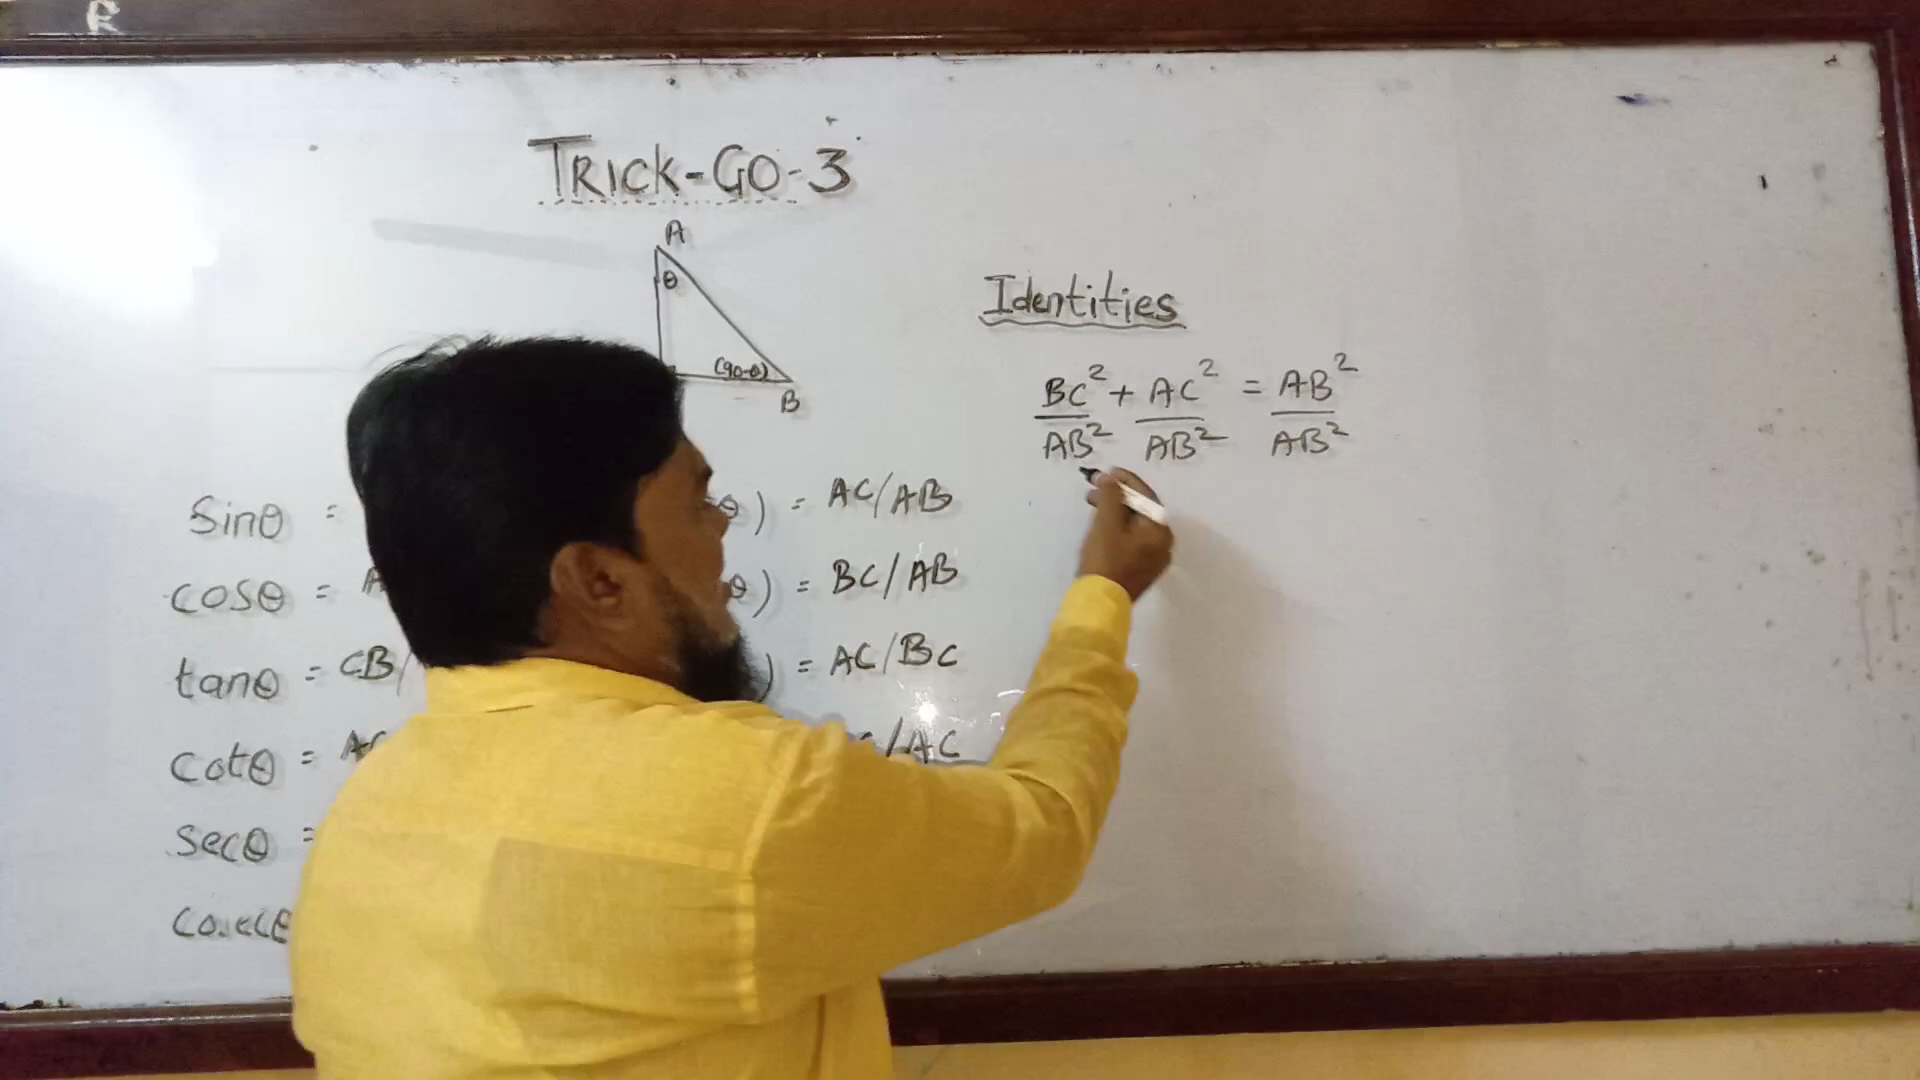 TRICK-GO-3
A
θ
(90-θ)
B
Sinθ = θ) = AC/AB
cosθ = θ) = BC/AB
tanθ = CB/ ) = AC/BC
cotθ = AC /AC
secθ =
Identities
BC² + AC² = AB²
AB² AB² AB²